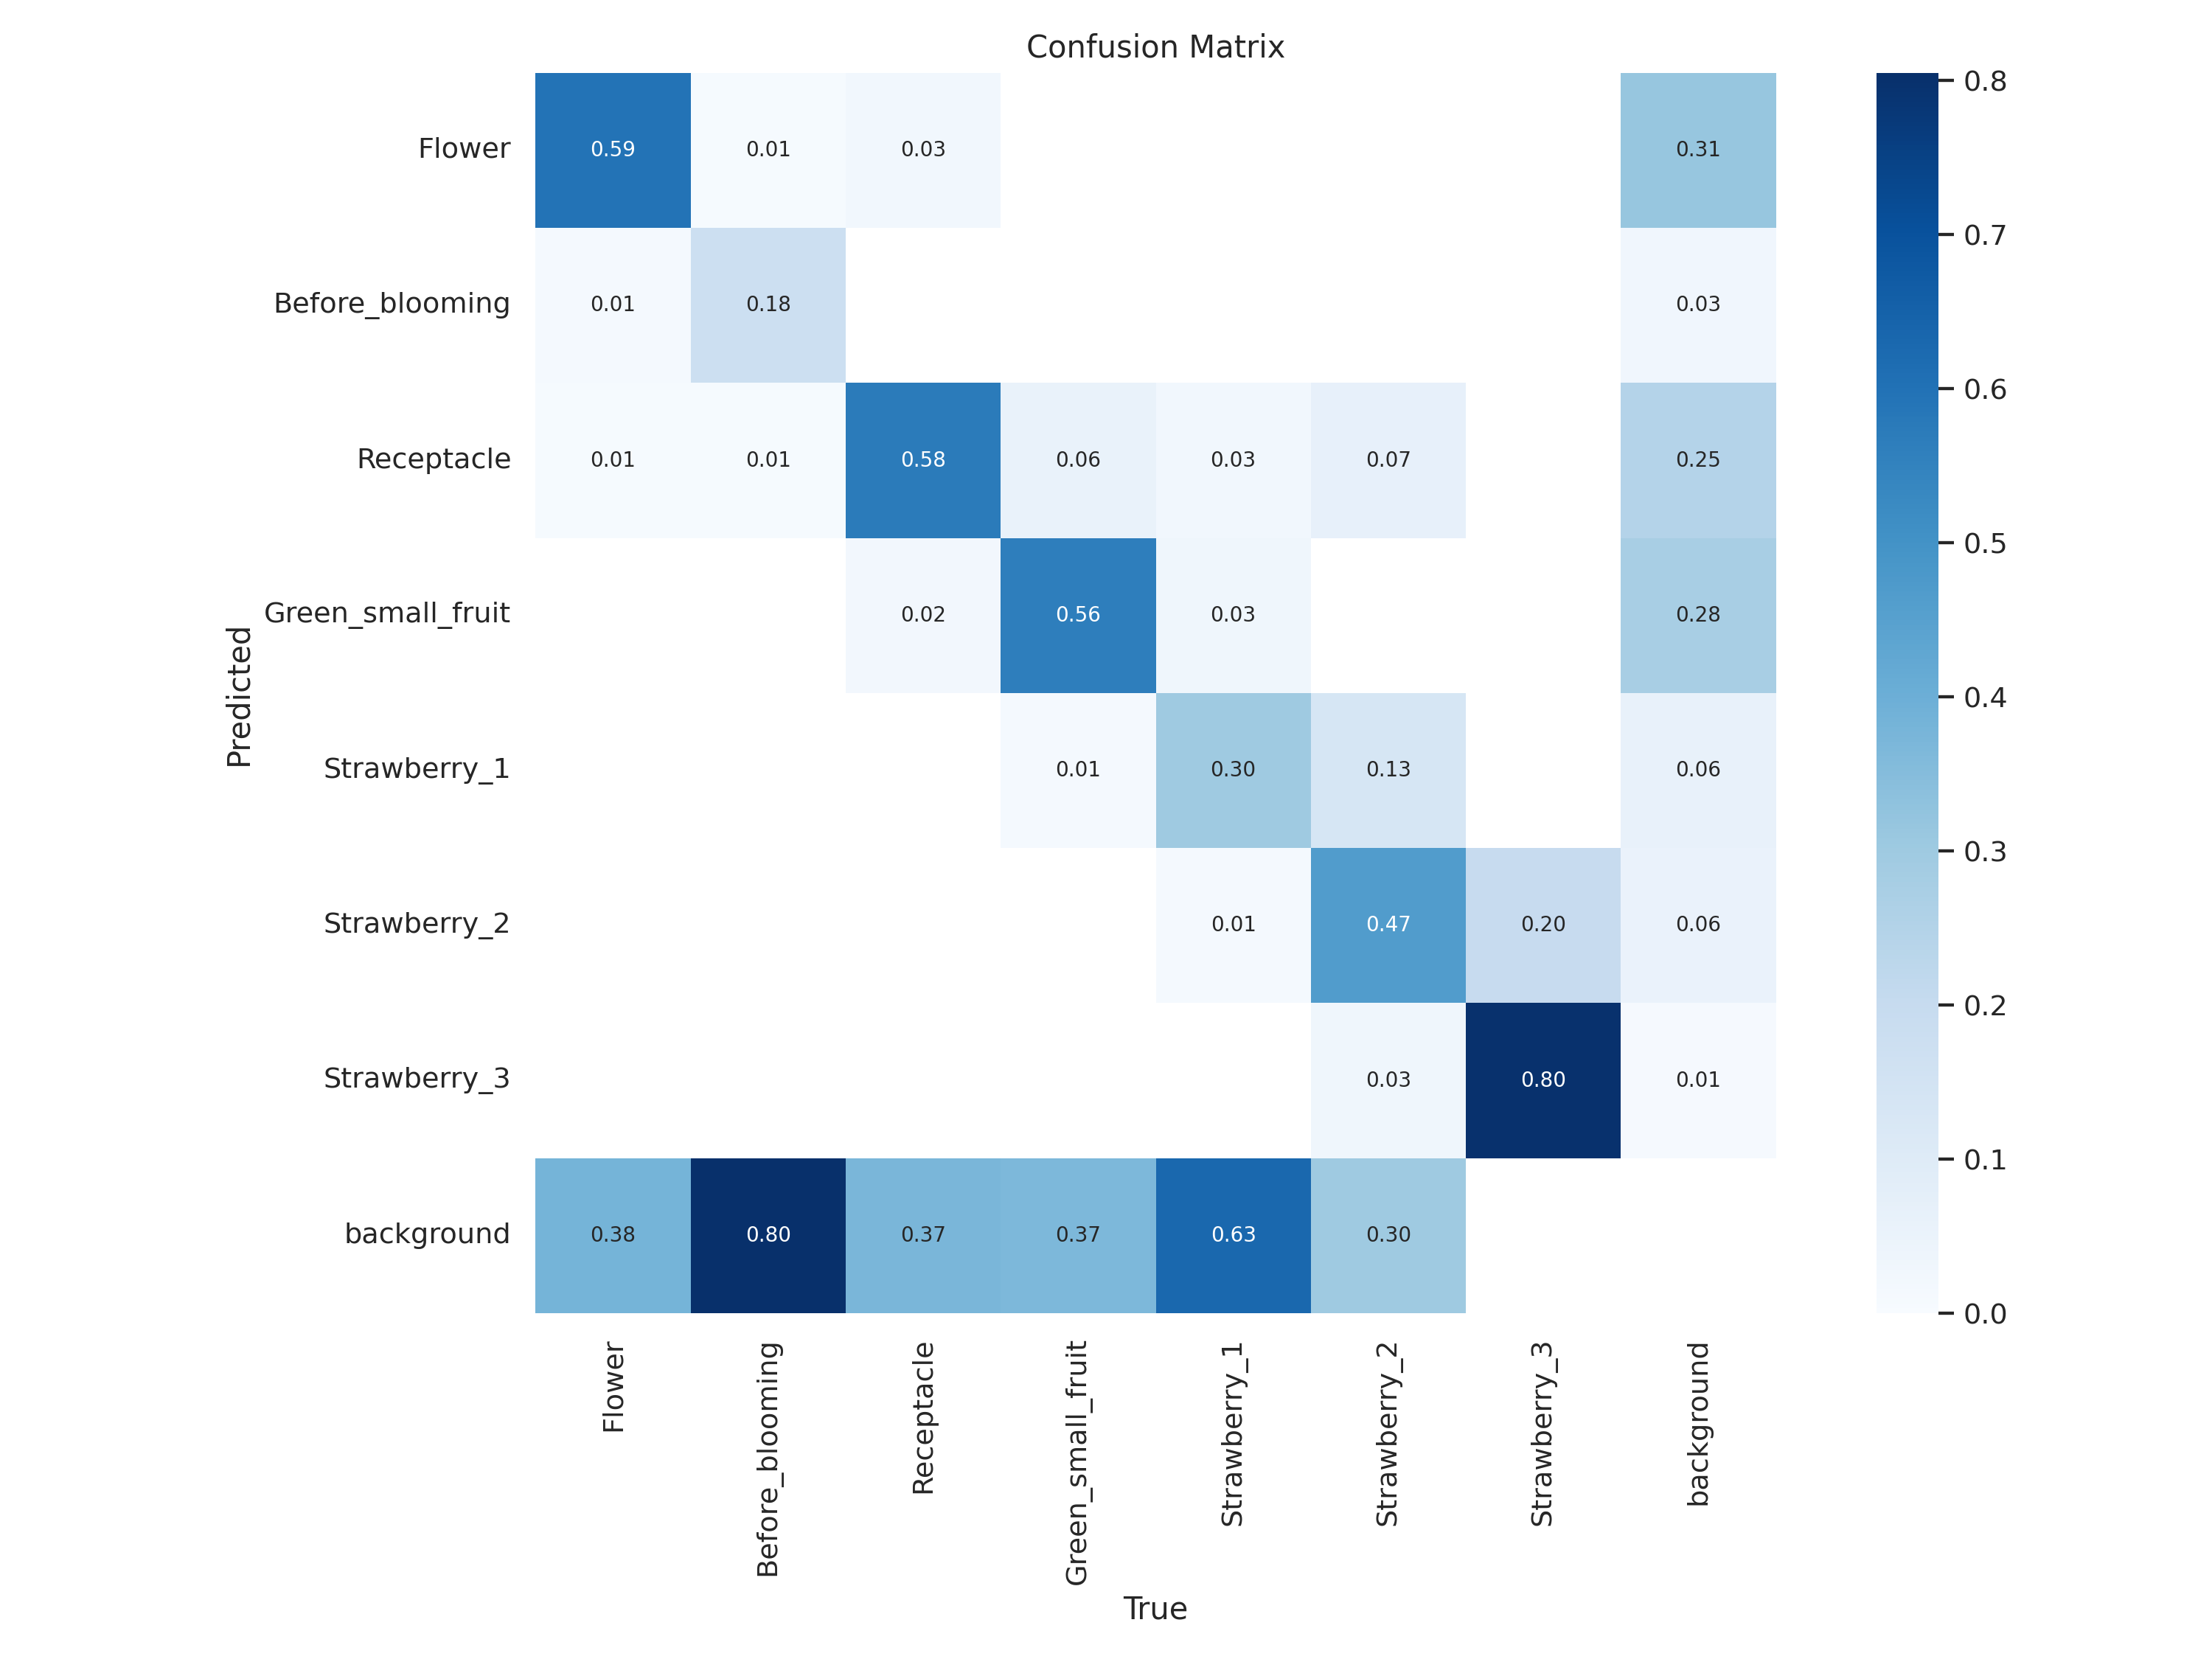 Confusion Matrix
Flower 0.59 0.01 0.03 0.31
Before_blooming 0.01 0.18 0.03
Receptacle 0.01 0.01 0.58 0.06 0.03 0.07 0.25
Green_small_fruit 0.02 0.56 0.03 0.28
Strawberry_1 0.01 0.30 0.13 0.06
Strawberry_2 0.01 0.47 0.20 0.06
Strawberry_3 0.03 0.80 0.01
background 0.38 0.80 0.37 0.37 0.63 0.30
Predicted
Flower
Before_blooming
Receptacle
Green_small_fruit
Strawberry_1
Strawberry_2
Strawberry_3
background
True
0.8
0.7
0.6
0.5
0.4
0.3
0.2
0.1
0.0